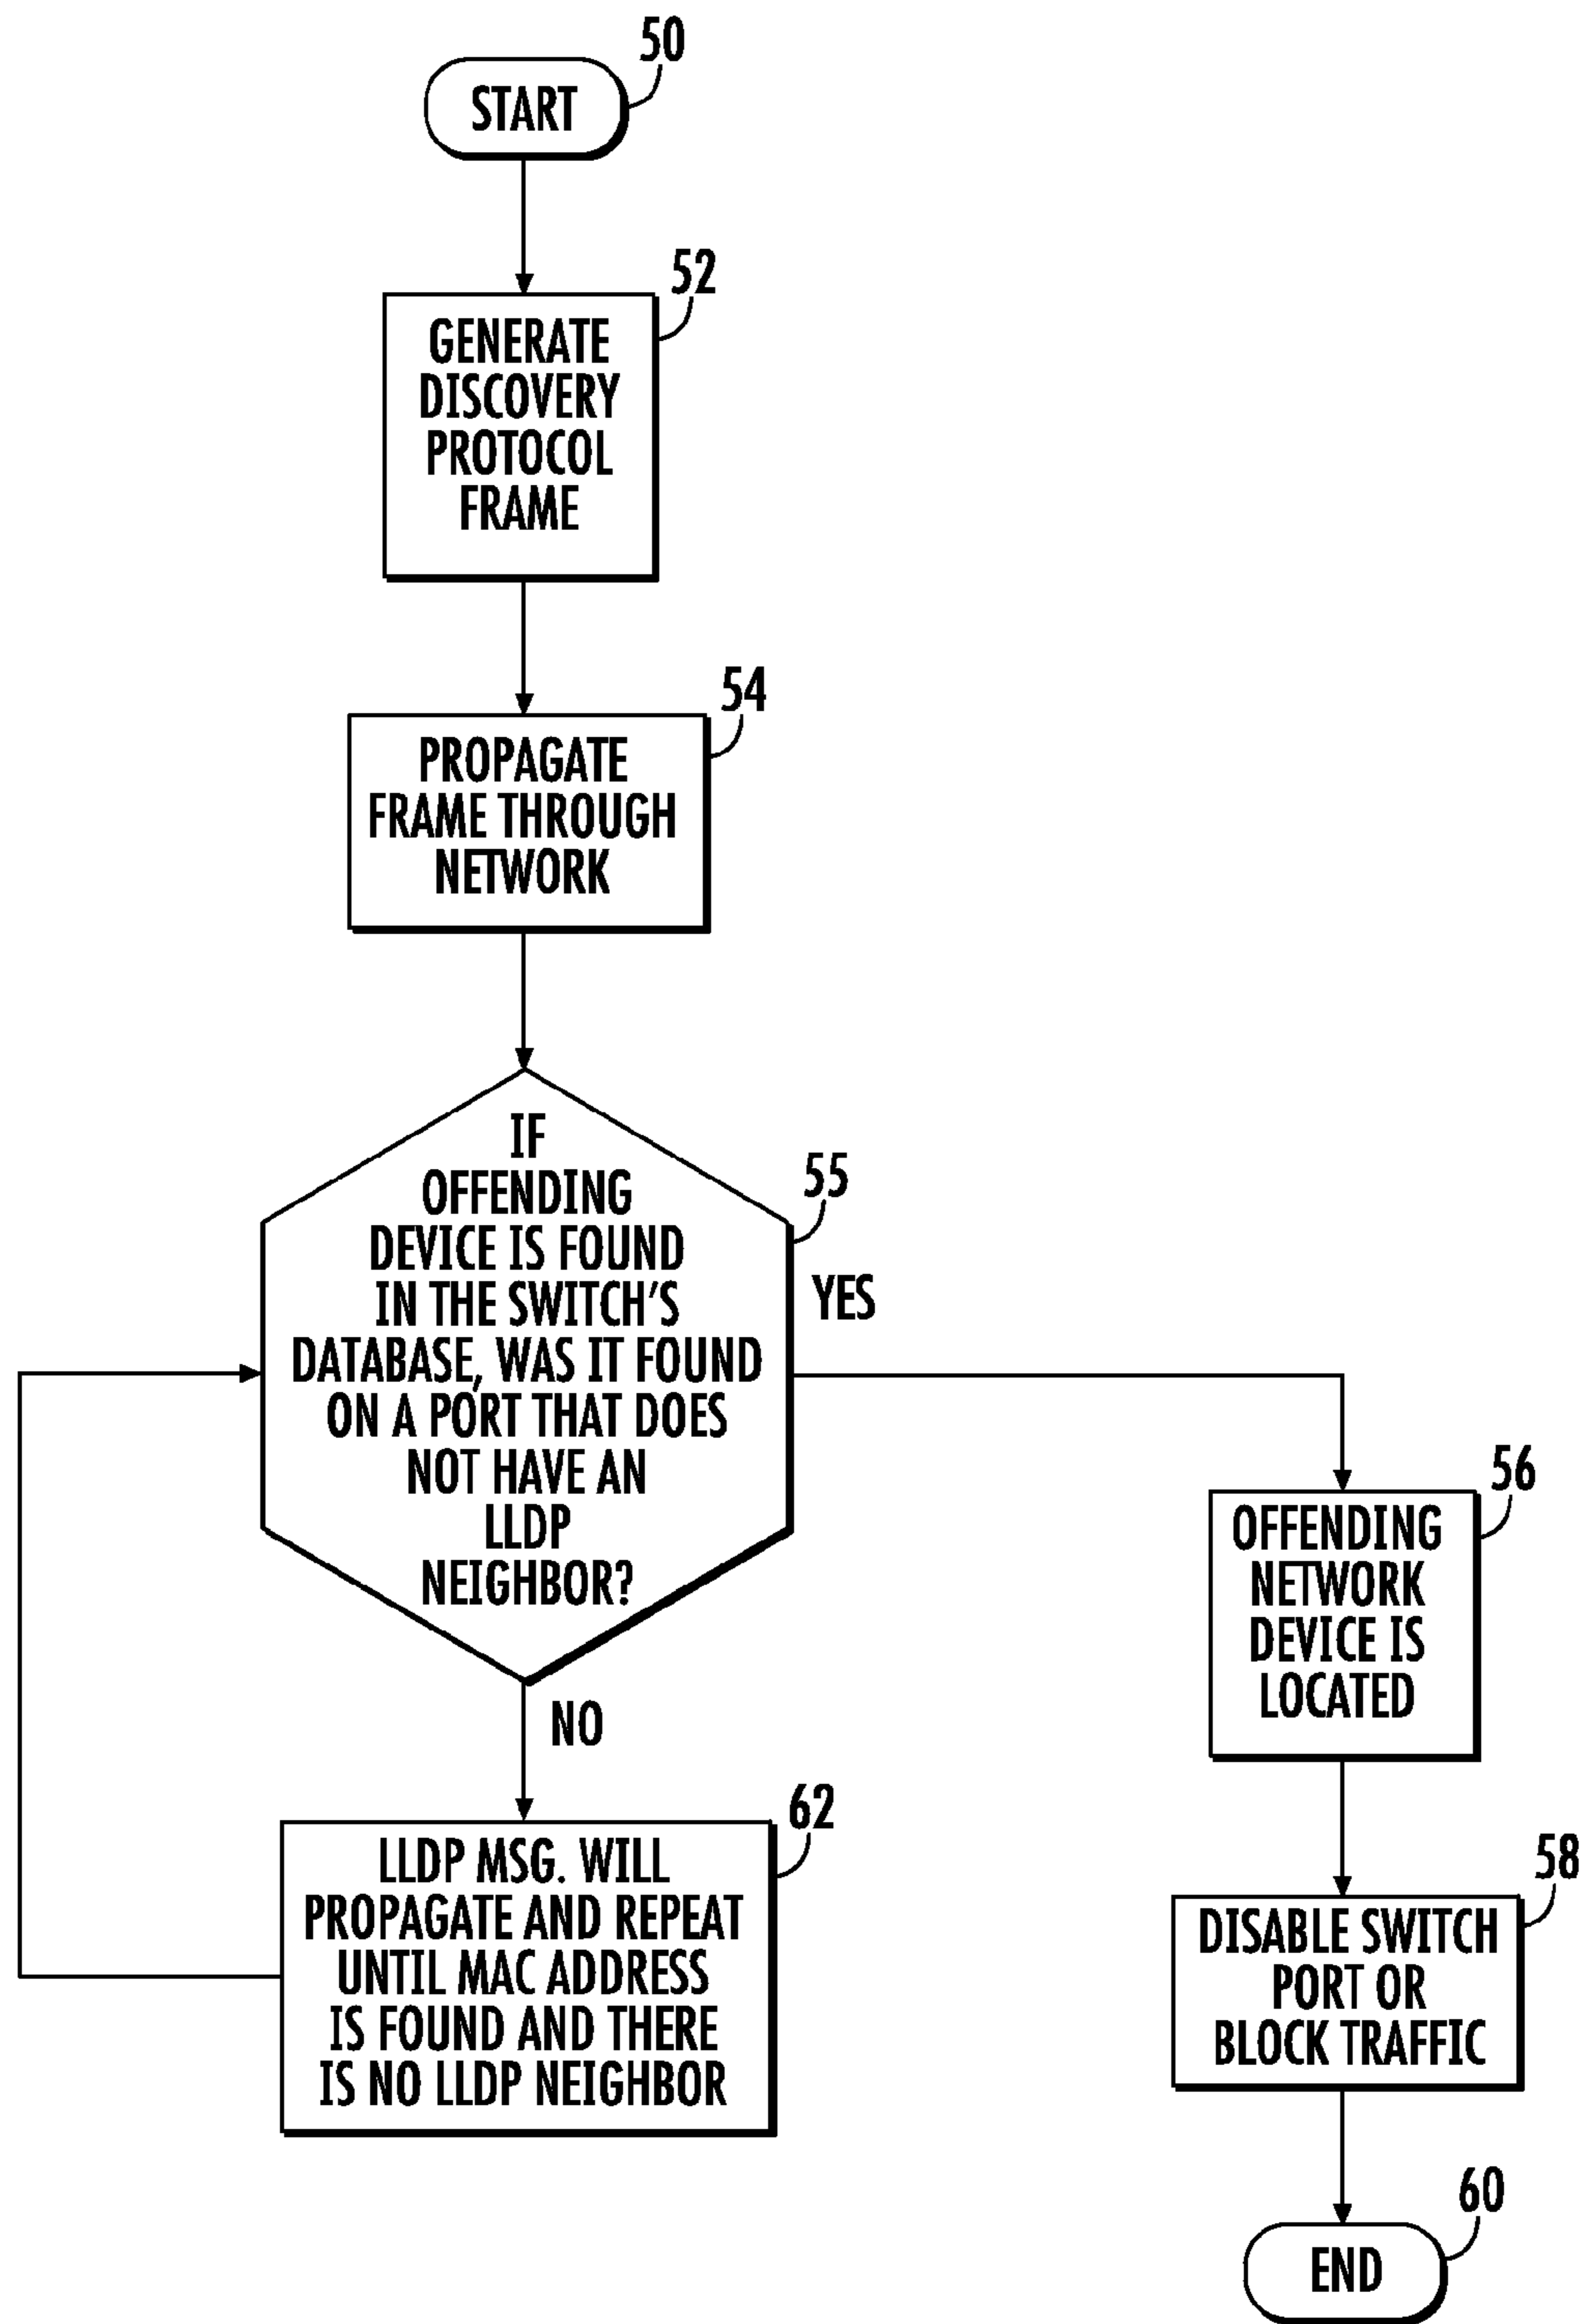 50
START
52
GENERATE
DISCOVERY
PROTOCOL
FRAME
54
PROPAGATE
FRAME THROUGH
NETWORK
55
IF
OFFENDING
DEVICE IS FOUND
IN THE SWITCH'S
DATABASE, WAS IT FOUND
ON A PORT THAT DOES
NOT HAVE AN
LLDP
NEIGHBOR?
YES
NO
56
OFFENDING
NETWORK
DEVICE IS
LOCATED
62
LLDP MSG. WILL
PROPAGATE AND REPEAT
UNTIL MAC ADDRESS
IS FOUND AND THERE
IS NO LLDP NEIGHBOR
58
DISABLE SWITCH
PORT OR
BLOCK TRAFFIC
60
END